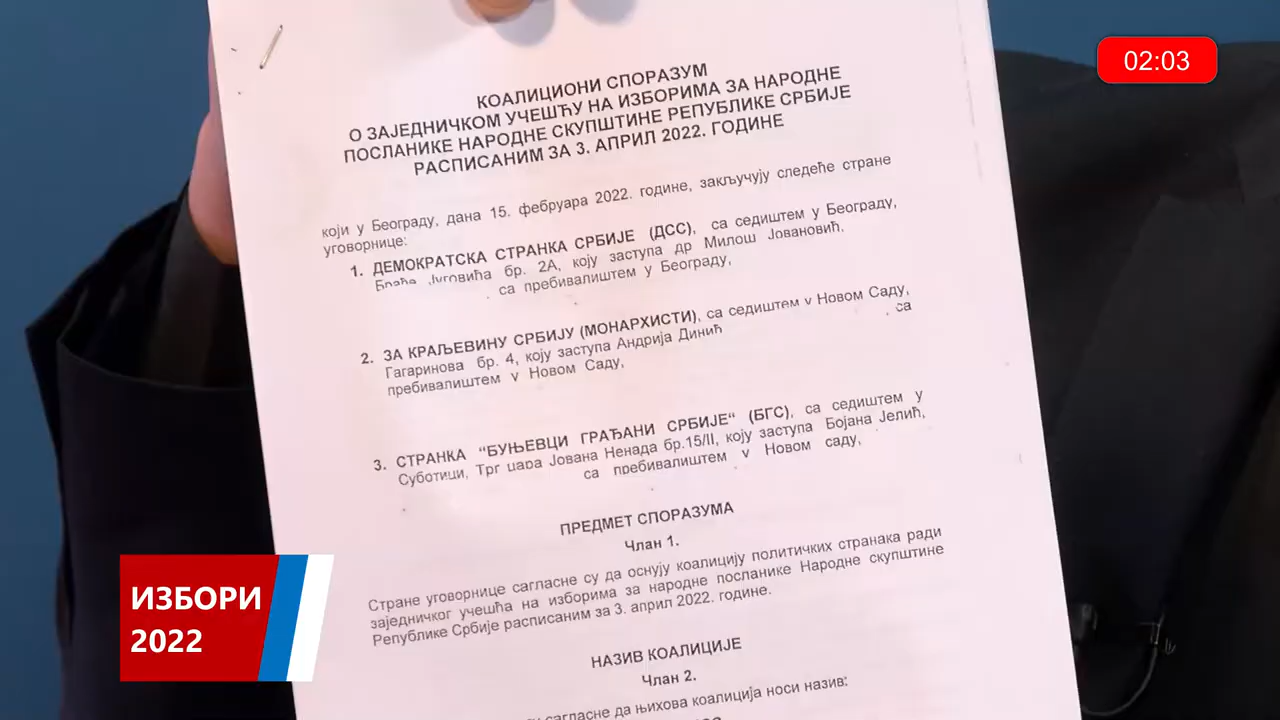 02:03
КОАЛИЦИОНИ СПОРАЗУМ
О ЗАЈЕДНИЧКОМ УЧЕШЋУ НА ИЗБОРИМА ЗА НАРОДНЕ
ПОСЛАНИКЕ НАРОДНЕ СКУПШТИНЕ РЕПУБЛИКЕ СРБИЈЕ
РАСПИСАНИМ ЗА 3. АПРИЛ 2022. ГОДИНЕ
који у Београду, дана 15. фебруара 2022. године, закључују следеће стране
уговорнице:
1. ДЕМОКРАТСКА СТРАНКА СРБИЈЕ (ДСС), са седиштем у Београду,
Браће Југовића бр. 2А, коју заступа др Милош Јовановић,
са пребивалиштем у Београду,
2. ЗА КРАЉЕВИНУ СРБИЈУ (МОНАРХИСТИ), са седиштем у Новом Саду,
Гагаринова бр. 4, коју заступа Андрија Динић са
пребивалиштем у Новом Саду,
3. СТРАНКА “БУЊЕВЦИ ГРАЂАНИ СРБИЈЕ“ (БГС), са седиштем у
Суботици, Трг цара Јована Ненада бр.15/II, коју заступа Бојана Јелић,
са пребивалиштем у Новом саду,
ПРЕДМЕТ СПОРАЗУМА
Члан 1.
Стране уговорнице сагласне су да оснују коалицију политичких странака ради
заједничког учешћа на изборима за народне посланике Народне скупштине
Републике Србије расписаним за 3. април 2022. године.
НАЗИВ КОАЛИЦИЈЕ
Члан 2.
сагласне да њихова коалиција носи назив:
ИЗБОРИ
2022